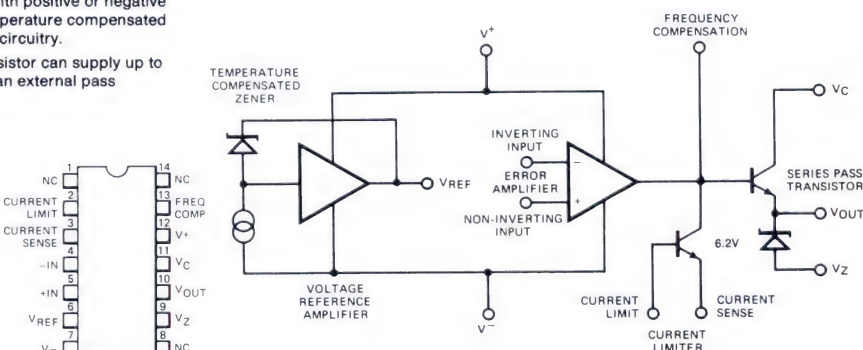 with positive or negative
perature compensated
circuitry.
sistor can supply up to
an external pass
TEMPERATURE
COMPENSATED
ZENER
V+
FREQUENCY
COMPENSATION
VC
INVERTING
INPUT
−
ERROR
AMPLIFIER
+
NON-INVERTING
INPUT
VREF
SERIES PASS
TRANSISTOR
VOUT
6.2V
VZ
VOLTAGE
REFERENCE
AMPLIFIER
V−
CURRENT
LIMIT
CURRENT
SENSE
CURRENT
LIMITER
1
NC
2
CURRENT
LIMIT
3
CURRENT
SENSE
4
−IN
5
+IN
6
VREF
7
V−
14
NC
13
FREQ
COMP
12
V+
11
VC
10
VOUT
9
VZ
8
NC